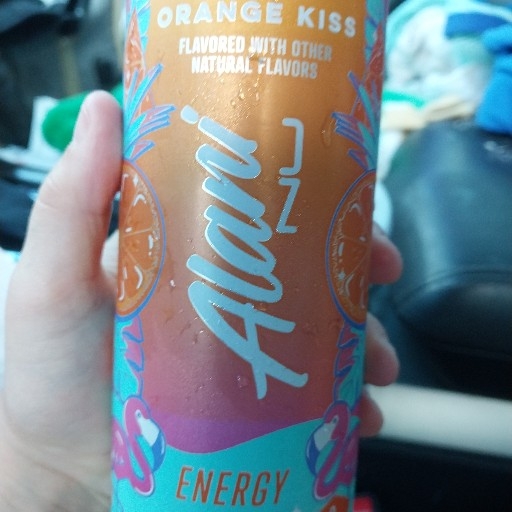 ORANGE KISS
FLAVORED WITH OTHER
NATURAL FLAVORS
Alani
NU
ENERGY